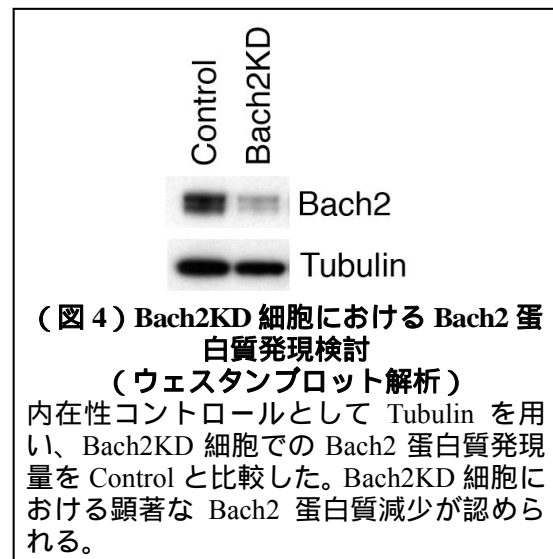 Control
Bach2KD
Bach2
Tubulin
（図 4）Bach2KD 細胞における Bach2 蛋
白質発現検討
（ウェスタンブロット解析）
内在性コントロールとして Tubulin を用
い、Bach2KD 細胞での Bach2 蛋白質発現
量を Control と比較した。Bach2KD 細胞に
おける顕著な Bach2 蛋白質減少が認めら
れる。